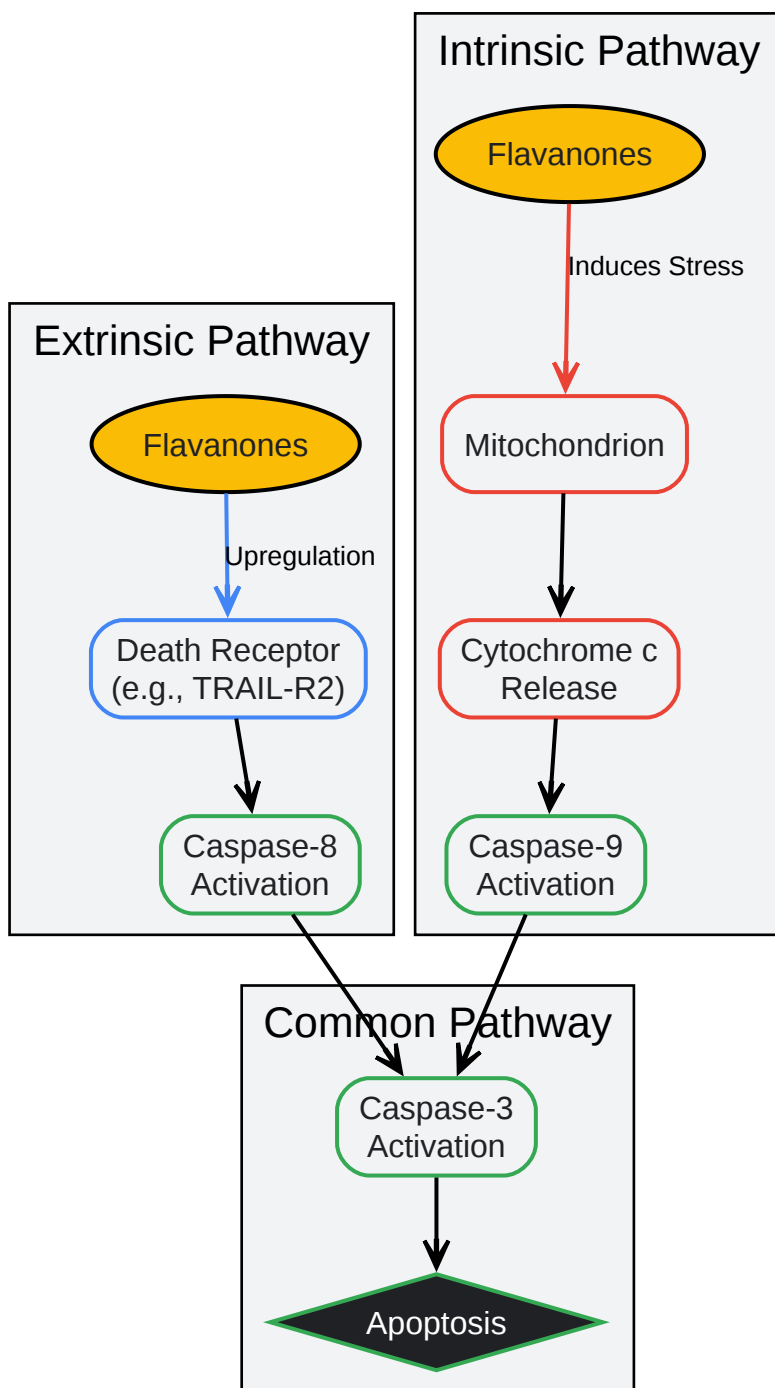 Intrinsic Pathway
Flavanones
Induces Stress
Mitochondrion
Cytochrome c
Release
Caspase-9
Activation
Extrinsic Pathway
Flavanones
Upregulation
Death Receptor
(e.g., TRAIL-R2)
Caspase-8
Activation
Common Pathway
Caspase-3
Activation
Apoptosis